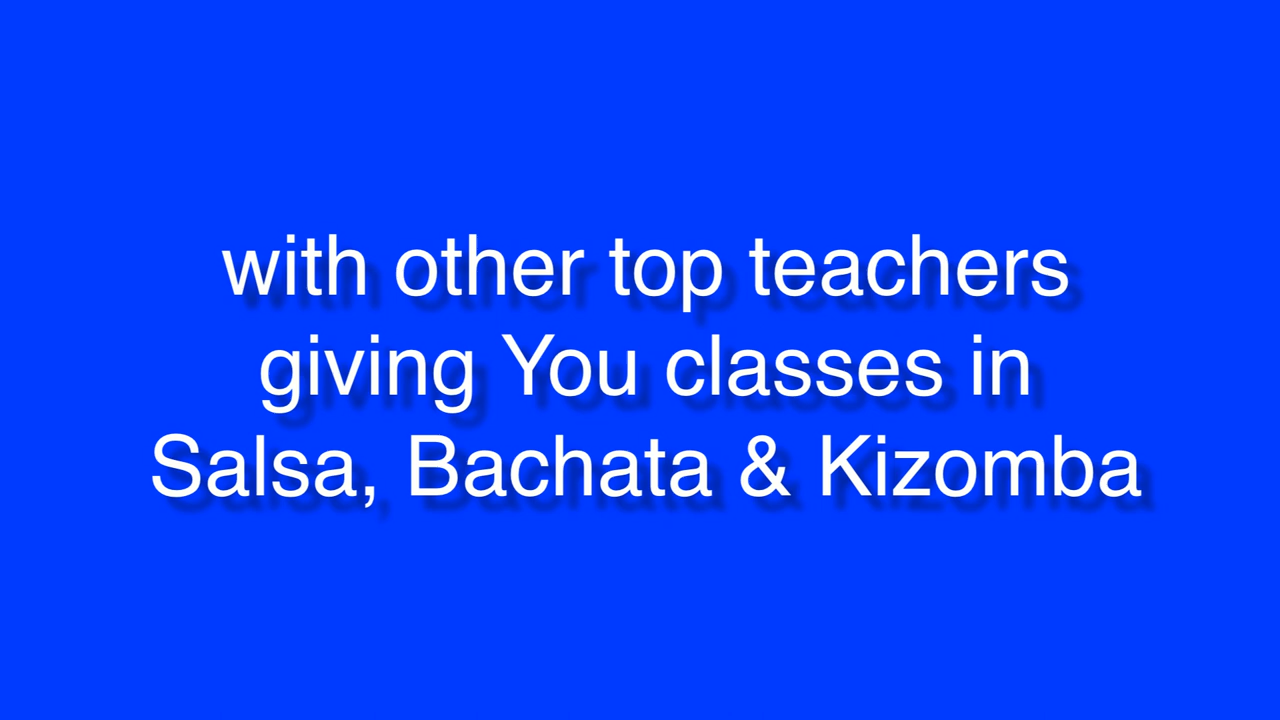 with other top teachers
giving You classes in
Salsa, Bachata & Kizomba